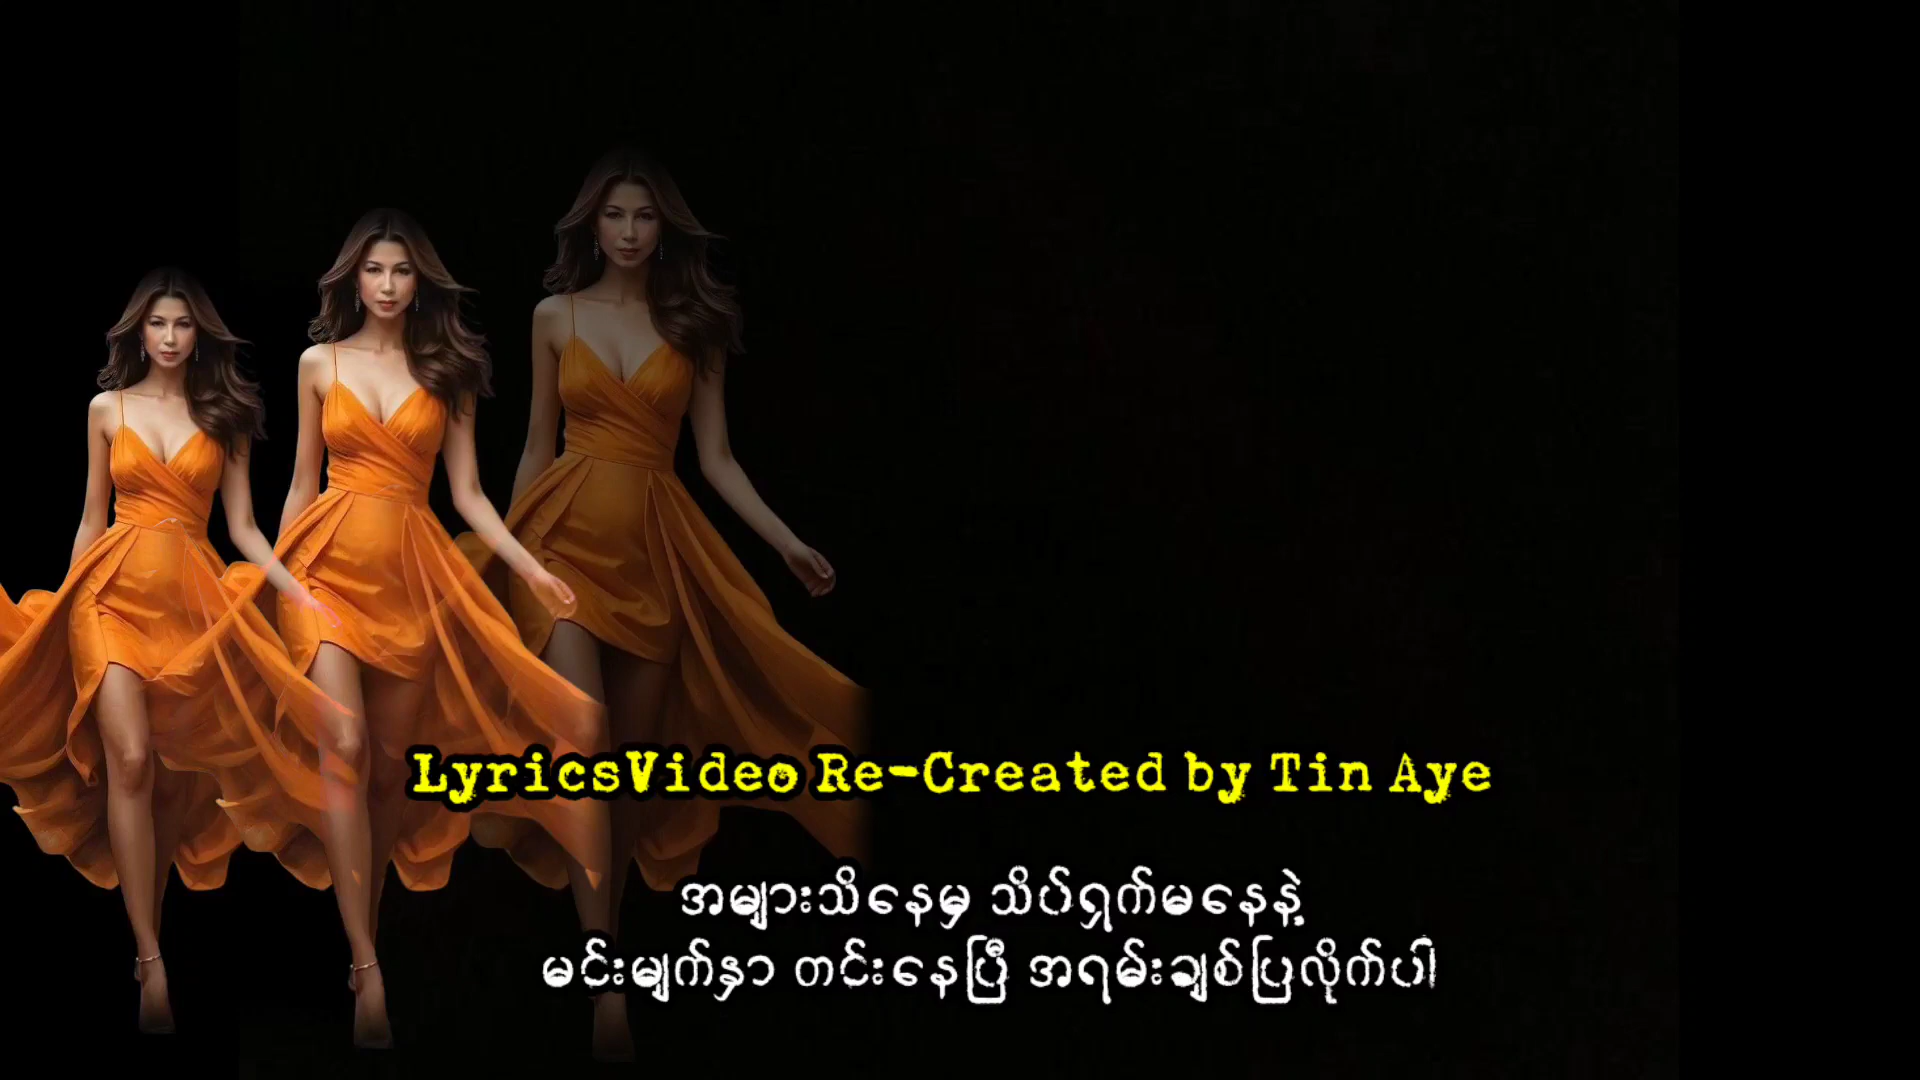 LyricsVideo Re-Created by Tin Aye
အများသိနေမှ သိပ်ရှက်မနေနဲ့
မင်းမျက်နှာ တင်းနေပြီ အရမ်းချစ်ပြလိုက်ပါ